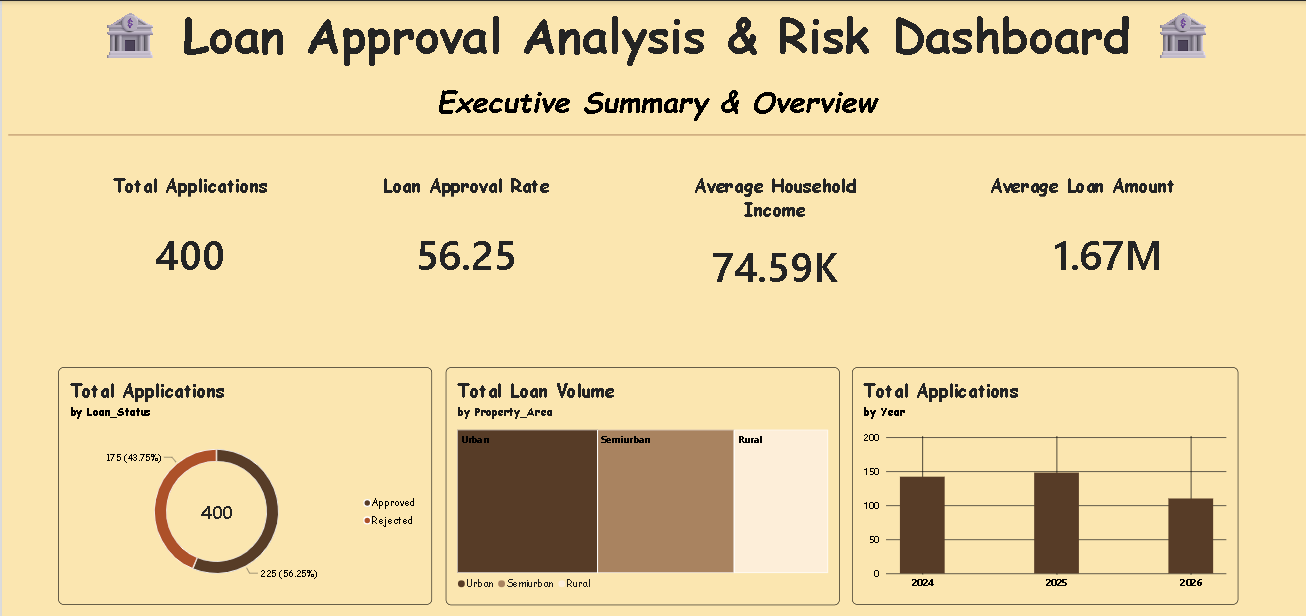 Loan Approval Analysis & Risk Dashboard
Executive Summary & Overview
Total Applications
400
Loan Approval Rate
56.25
Average Household
Income
74.59K
Average Loan Amount
1.67M
Total Applications
by Loan_Status
175 (43.75%)
400
225 (56.25%)
Approved
Rejected
Total Loan Volume
by Property_Area
Urban
Semiurban
Rural
Urban Semiurban Rural
Total Applications
by Year
200
150
100
50
0
2024 2025 2026